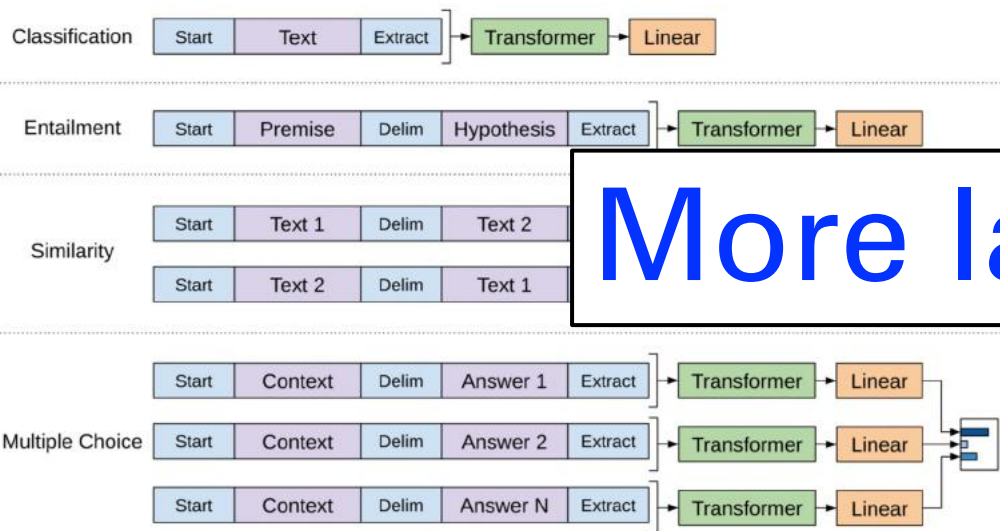 Classification Start Text Extract Transformer Linear
Entailment Start Premise Delim Hypothesis Extract Transformer Linear
Similarity
Start Text 1 Delim Text 2
Start Text 2 Delim Text 1
More
Multiple Choice
Start Context Delim Answer 1 Extract Transformer Linear
Start Context Delim Answer 2 Extract Transformer Linear
Start Context Delim Answer N Extract Transformer Linear